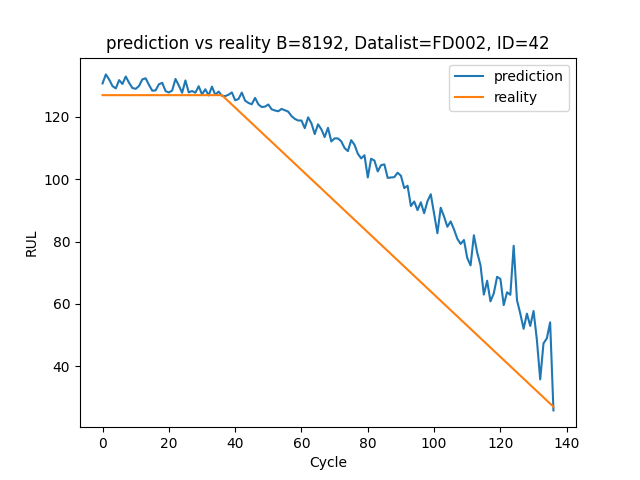 prediction vs reality B=8192, Datalist=FD002, ID=42
prediction
reality
RUL
120
100
80
60
40
0 20 40 60 80 100 120 140
Cycle